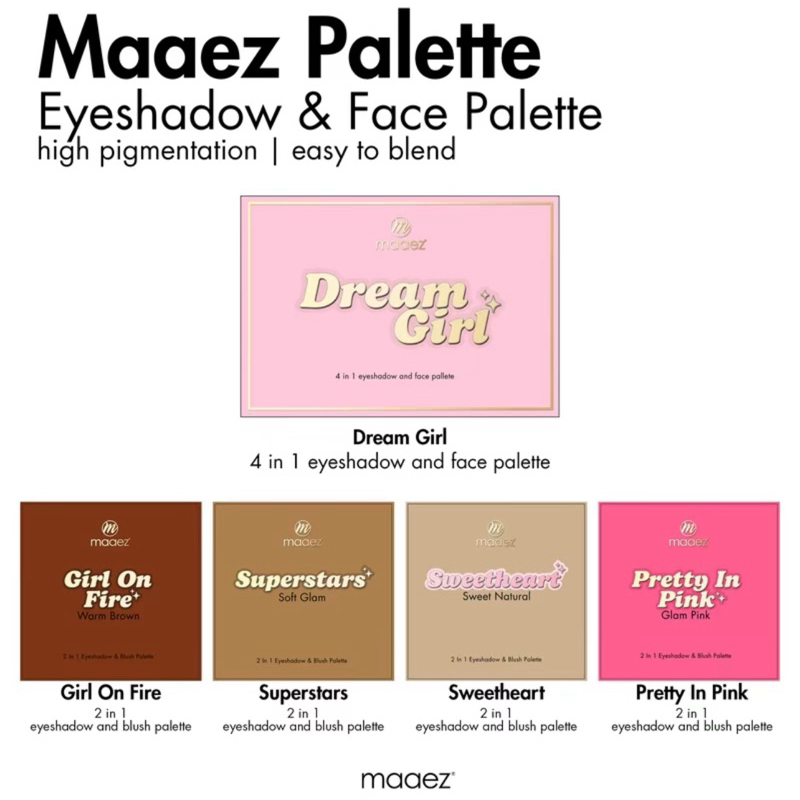 Maaez Palette
Eyeshadow & Face Palette
high pigmentation | easy to blend
maaez
Dream
Girl
4 in 1 eyeshadow and face pallete
Dream Girl
4 in 1 eyeshadow and face palette
maaez
Girl On
Fire
Warm Brown
2 In 1 Eyeshadow & Blush Palette
Girl On Fire
2 in 1
eyeshadow and blush palette
maaez
Superstars
Soft Glam
2 In 1 Eyeshadow & Blush Palette
Superstars
2 in 1
eyeshadow and blush palette
maaez
Sweetheart
Sweet Natural
2 In 1 Eyeshadow & Blush Palette
Sweetheart
2 in 1
eyeshadow and blush palette
maaez
Pretty In
Pink
Glam Pink
2 In 1 Eyeshadow & Blush Palette
Pretty In Pink
2 in 1
eyeshadow and blush palette
maaez®